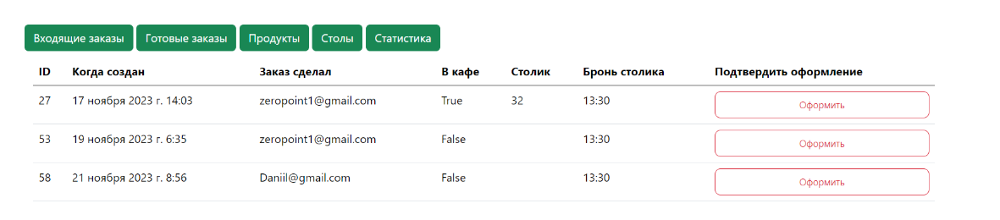 Входящие заказы Готовые заказы Продукты Столы Статистика
ID Когда создан Заказ сделал В кафе Столик Бронь столика Подтвердить оформление
27 17 ноября 2023 г. 14:03 zeropoint1@gmail.com True 32 13:30 Оформить
53 19 ноября 2023 г. 6:35 zeropoint1@gmail.com False 13:30 Оформить
58 21 ноября 2023 г. 8:56 Daniil@gmail.com False 13:30 Оформить